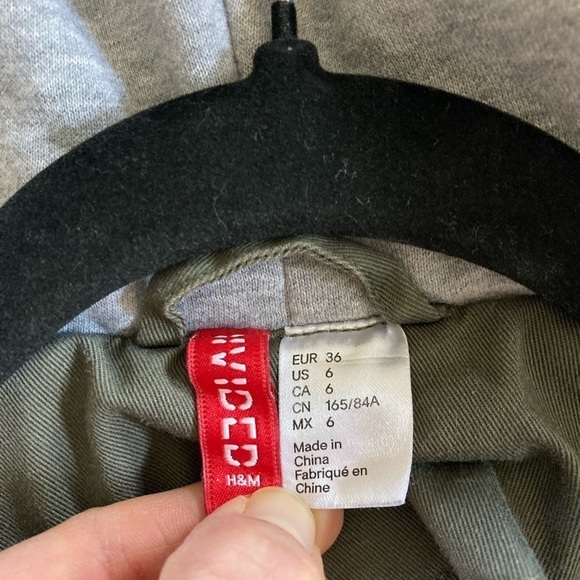 DIVIDED
H&M
EUR 36
US 6
CA 6
CN 165/84A
MX 6
Made in
China
Fabriqué en
Chine